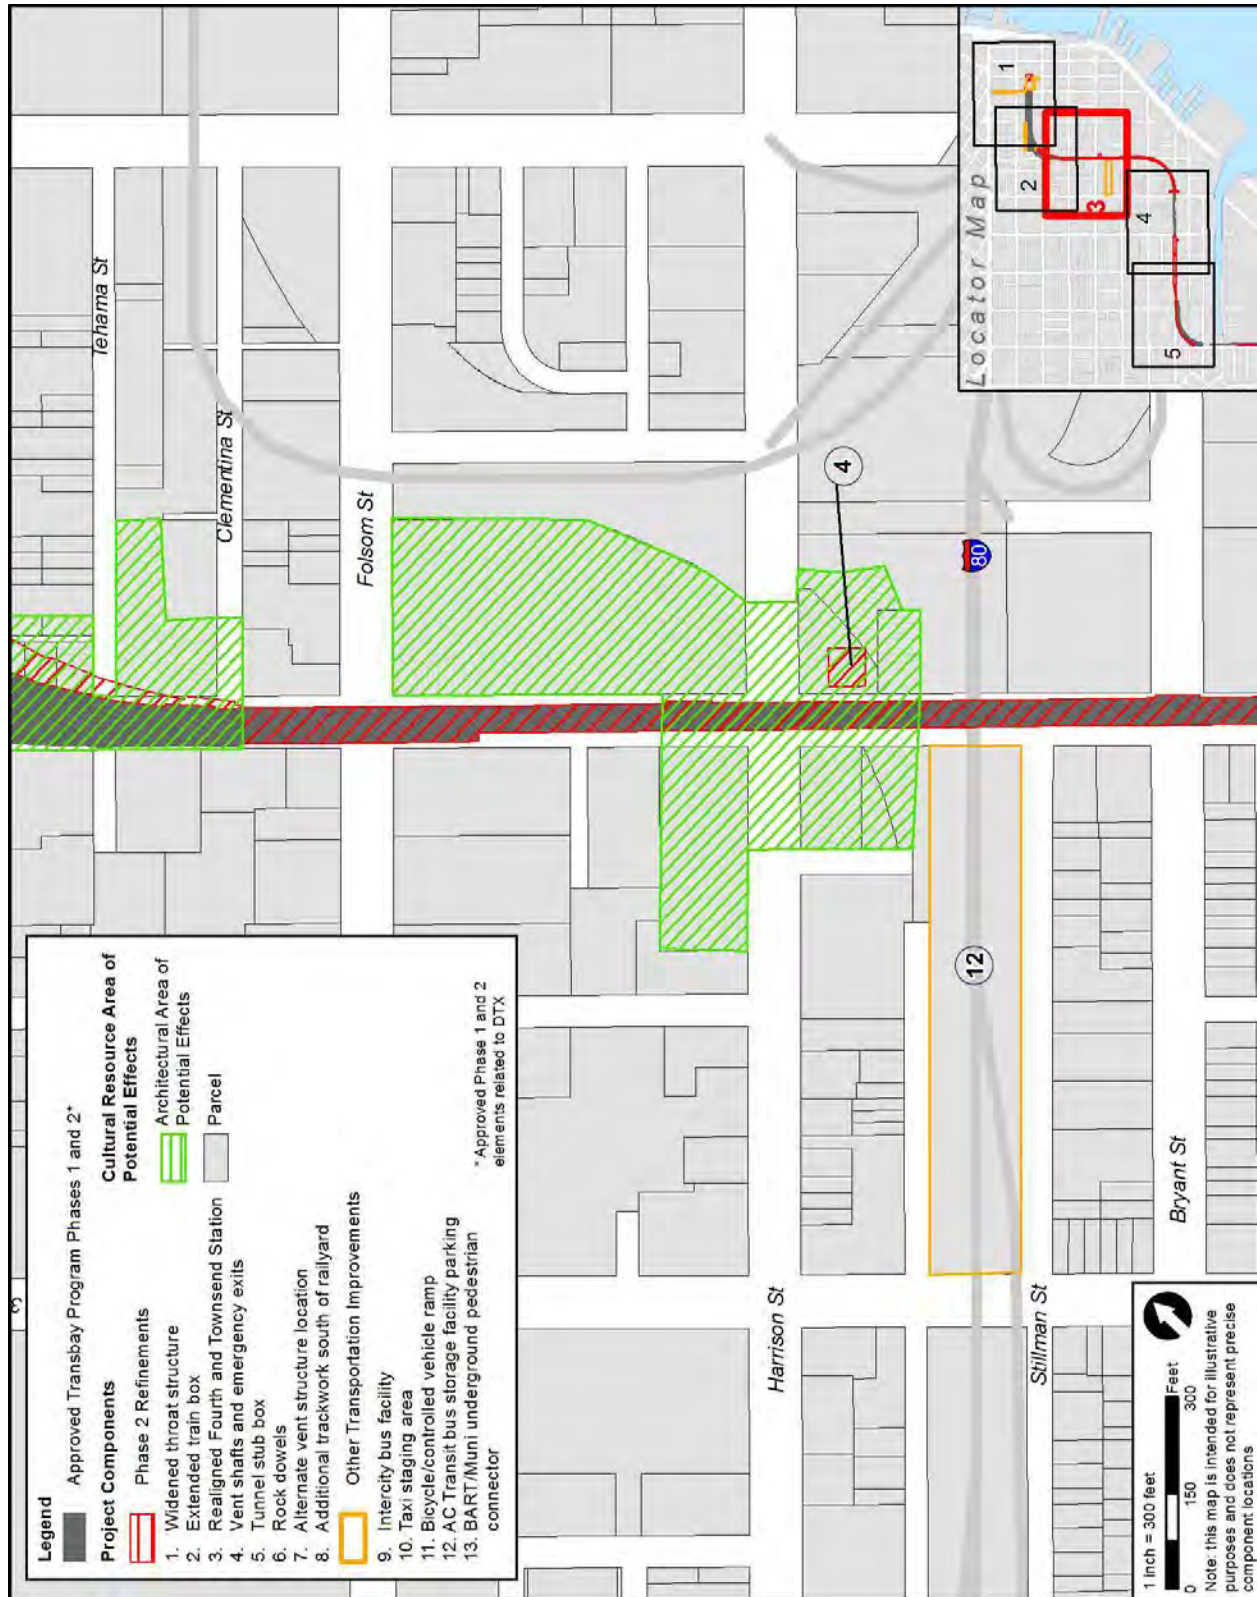 Legend
Approved Transbay Program Phases 1 and 2*
Project Components
Phase 2 Refinements
1. Widened throat structure
2. Extended train box
3. Realigned Fourth and Townsend Station
4. Vent shafts and emergency exits
5. Tunnel stub box
6. Rock dowels
7. Alternate vent structure location
8. Additional trackwork south of railyard
Other Transportation Improvements
9. Intercity bus facility
10. Taxi staging area
11. Bicycle/controlled vehicle ramp
12. AC Transit bus storage facility parking
13. BART/Muni underground pedestrian
connector
Cultural Resource Area of
Potential Effects
Architectural Area of
Potential Effects
Parcel
* Approved Phase 1 and 2
elements related to DTX
Tehama St
Clementina St
Folsom St
Harrison St
Stillman St
Bryant St
4
12
80
1 inch = 300 feet
0 150 300
Feet
Note: this map is intended for illustrative
purposes and does not represent precise
component locations
Locator Map
1
2
3
4
5